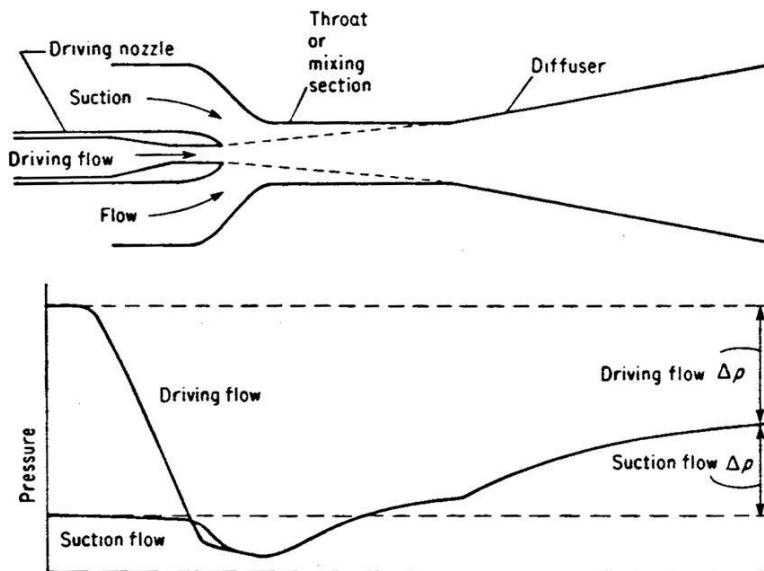 Driving nozzle
Throat
or
mixing
section
Diffuser
Suction
Driving flow
Flow
Pressure
Driving flow
Driving flow Δp
Suction flow Δp
Suction flow